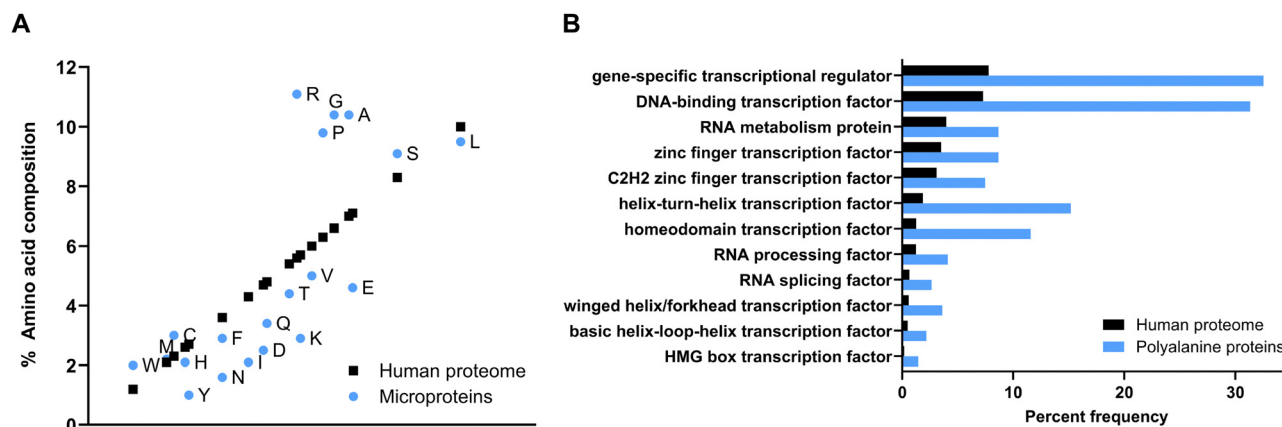 A
% Amino acid composition
12
10
8
6
4
2
0
R
G
A
P
S
L
V
E
T
Q
K
D
I
F
N
C
M
H
W
Y
Human proteome
Microproteins
B
gene-specific transcriptional regulator
DNA-binding transcription factor
RNA metabolism protein
zinc finger transcription factor
C2H2 zinc finger transcription factor
helix-turn-helix transcription factor
homeodomain transcription factor
RNA processing factor
RNA splicing factor
winged helix/forkhead transcription factor
basic helix-loop-helix transcription factor
HMG box transcription factor
Human proteome
Polyalanine proteins
0 10 20 30
Percent frequency